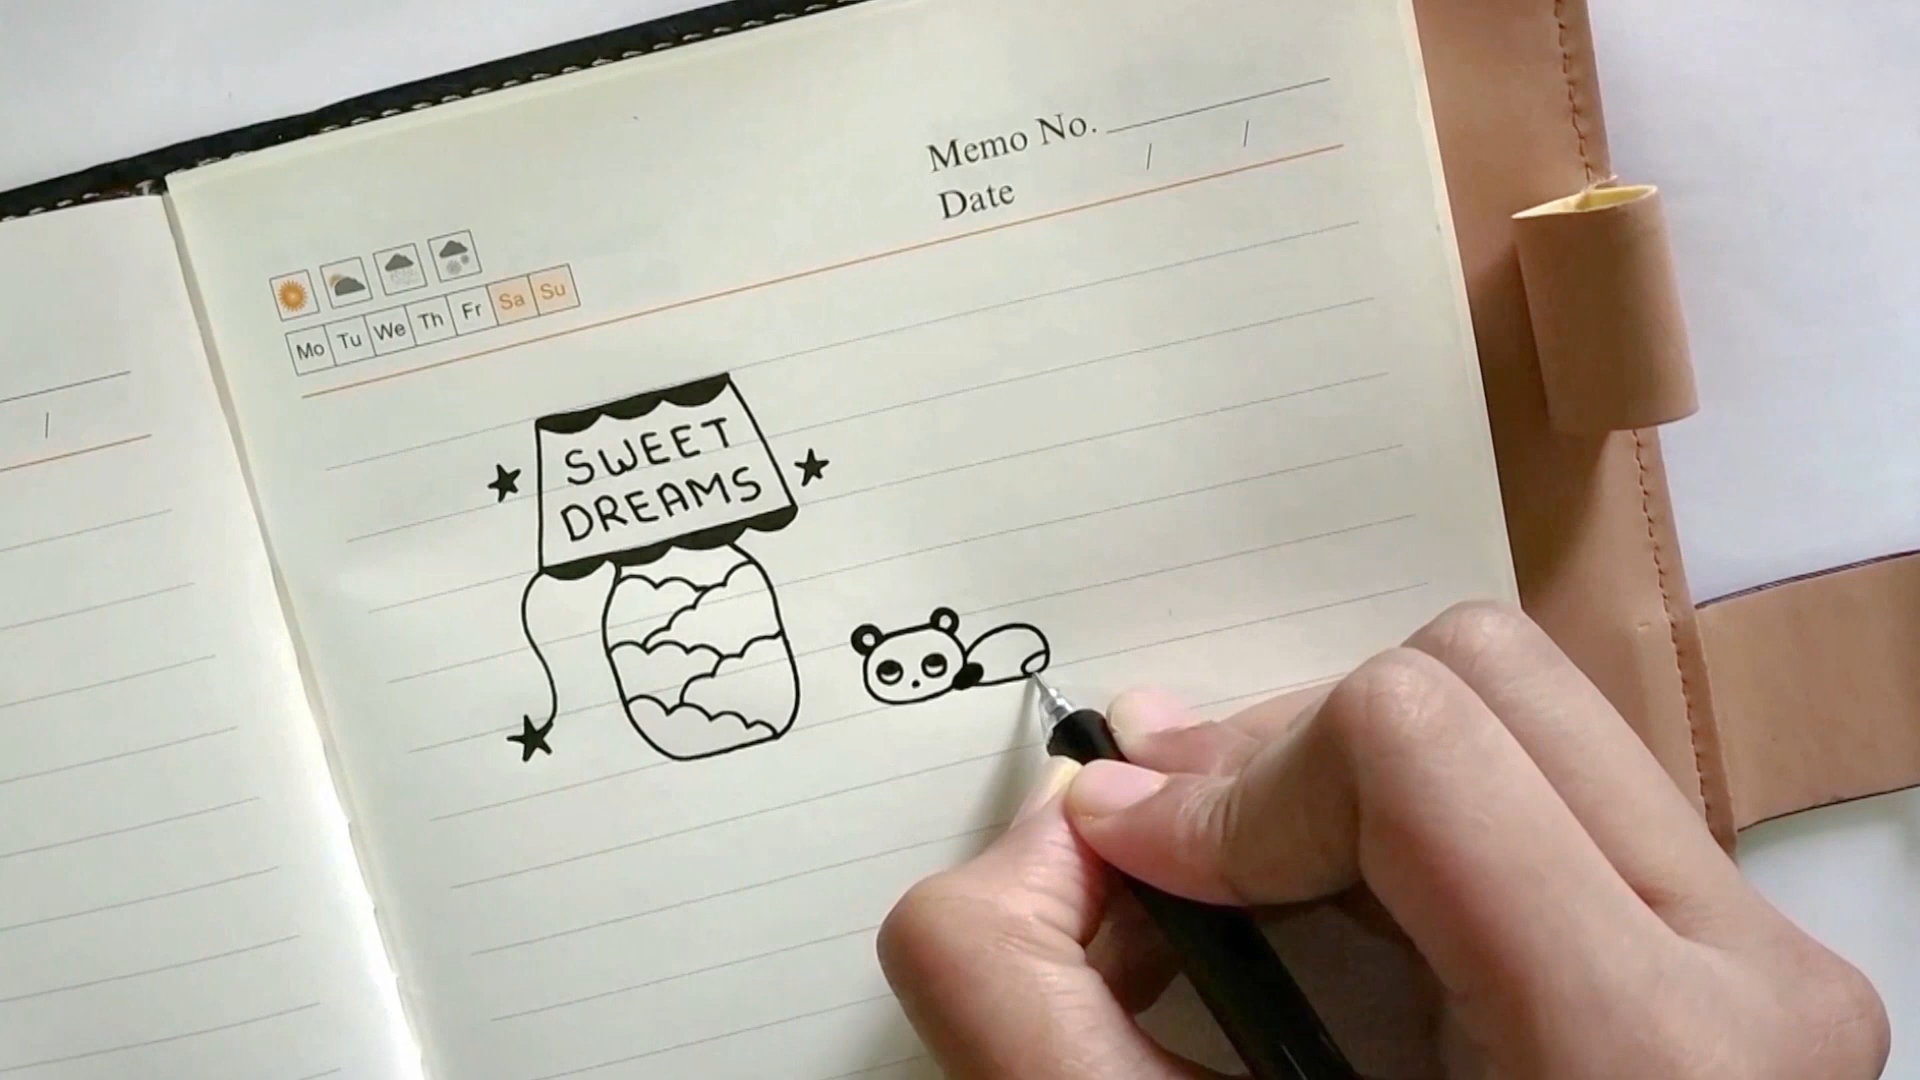 Memo No.
Date / /
Mo Tu We Th Fr Sa Su
SWEET
DREAMS
/